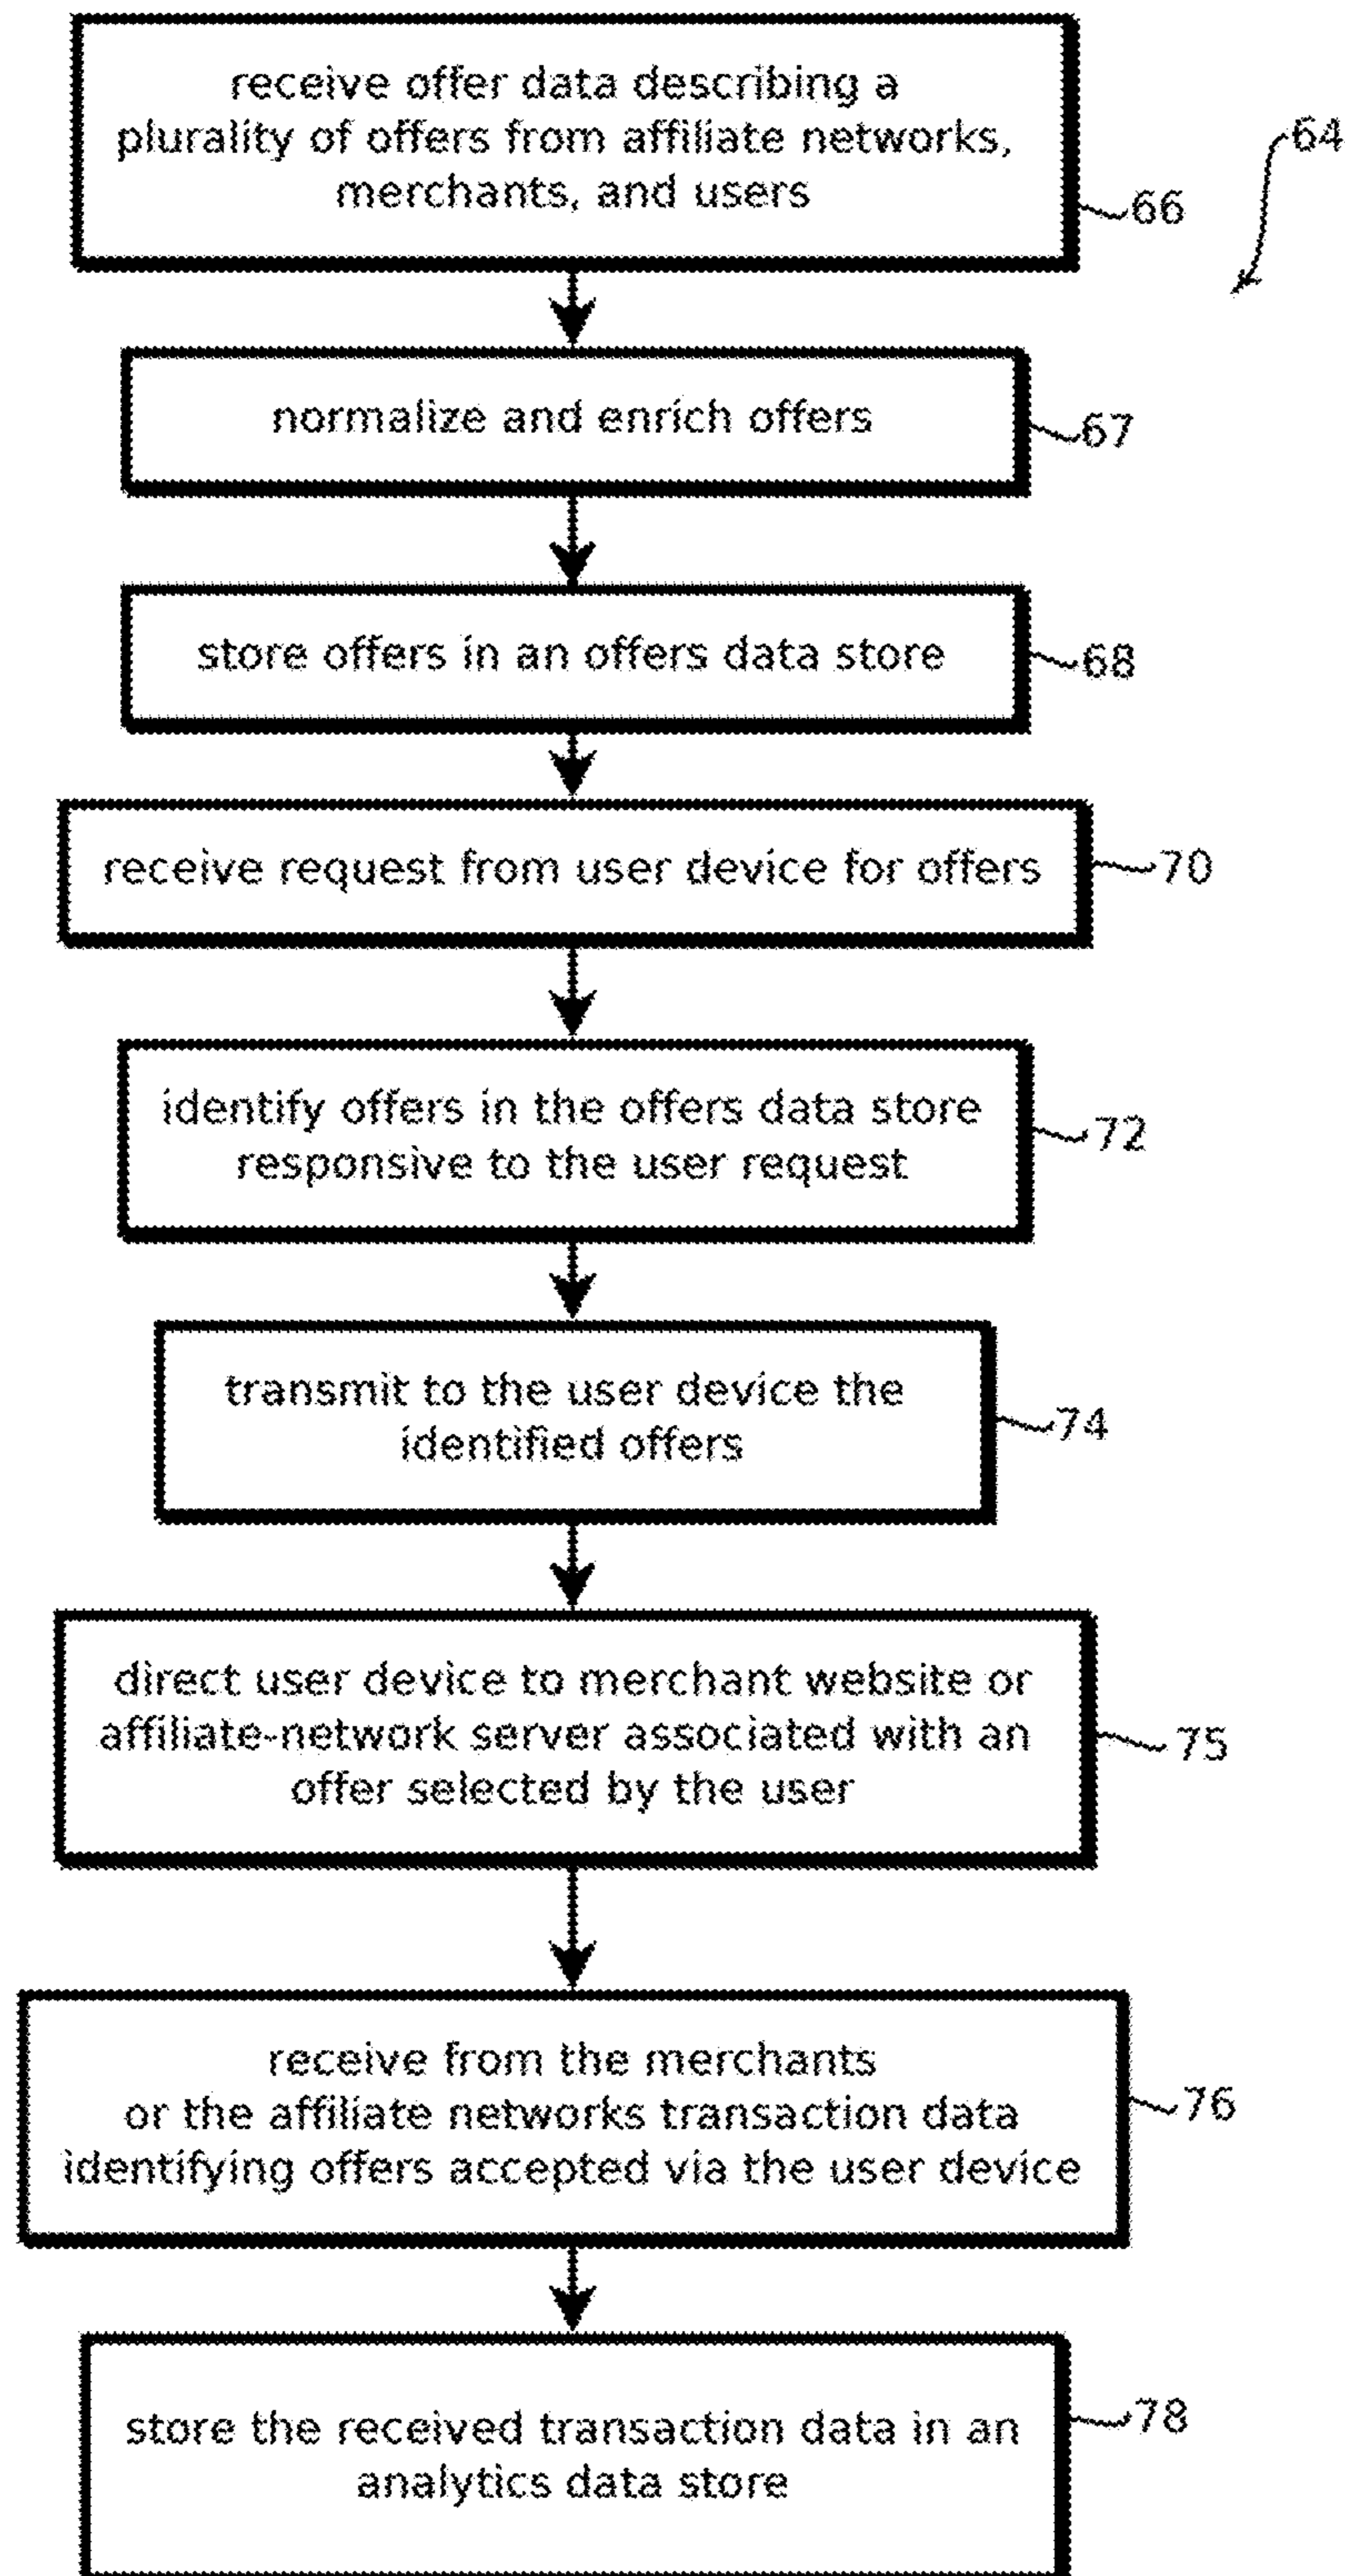 receive offer data describing a
plurality of offers from affiliate networks,
merchants, and users
64
66
normalize and enrich offers
67
store offers in an offers data store
68
receive request from user device for offers
70
identify offers in the offers data store
responsive to the user request
72
transmit to the user device the
identified offers
74
direct user device to merchant website or
affiliate-network server associated with an
offer selected by the user
75
receive from the merchants
or the affiliate networks transaction data
identifying offers accepted via the user device
76
store the received transaction data in an
analytics data store
78